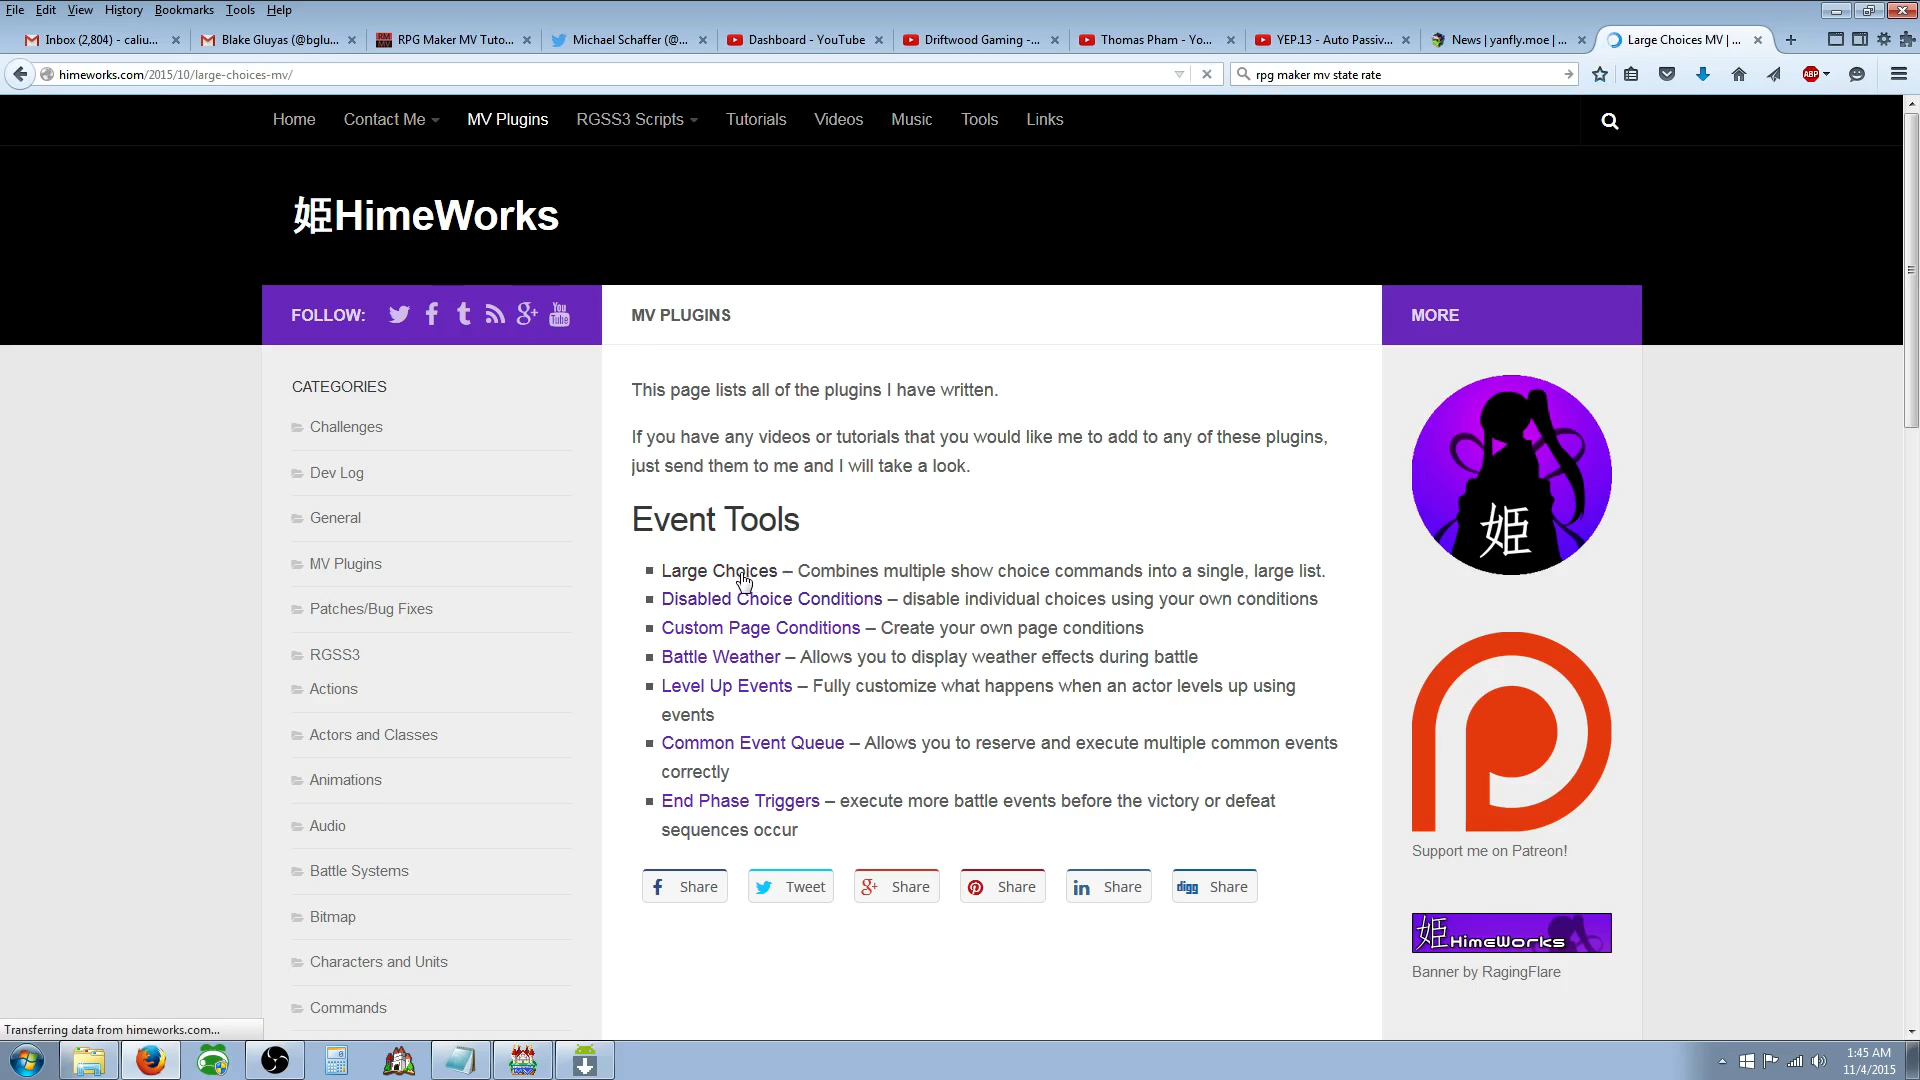 File Edit View History Bookmarks Tools Help
Inbox (2,804) - caliu... Blake Gluyas (@bglu... RPG Maker MV Tuto... Michael Schaffer (@... Dashboard - YouTube Driftwood Gaming -... Thomas Pham - Yo... YEP.13 - Auto Passiv... News | yanfly.moe | ... Large Choices MV | ...
himeworks.com/2015/10/large-choices-mv/ rpg maker mv state rate ABP
Home Contact Me MV Plugins RGSS3 Scripts Tutorials Videos Music Tools Links
姫HimeWorks
FOLLOW: You Tube
MV PLUGINS
MORE
CATEGORIES
Challenges
Dev Log
General
MV Plugins
Patches/Bug Fixes
RGSS3
Actions
Actors and Classes
Animations
Audio
Battle Systems
Bitmap
Characters and Units
Commands
This page lists all of the plugins I have written.
If you have any videos or tutorials that you would like me to add to any of these plugins,
just send them to me and I will take a look.
Event Tools
Large Choices – Combines multiple show choice commands into a single, large list.
Disabled Choice Conditions – disable individual choices using your own conditions
Custom Page Conditions – Create your own page conditions
Battle Weather – Allows you to display weather effects during battle
Level Up Events – Fully customize what happens when an actor levels up using
events
Common Event Queue – Allows you to reserve and execute multiple common events
correctly
End Phase Triggers – execute more battle events before the victory or defeat
sequences occur
Share Tweet Share Share Share digg Share
姫
Support me on Patreon!
姫HimeWorks
Banner by RagingFlare
Transferring data from himeworks.com...
1:45 AM
11/4/2015